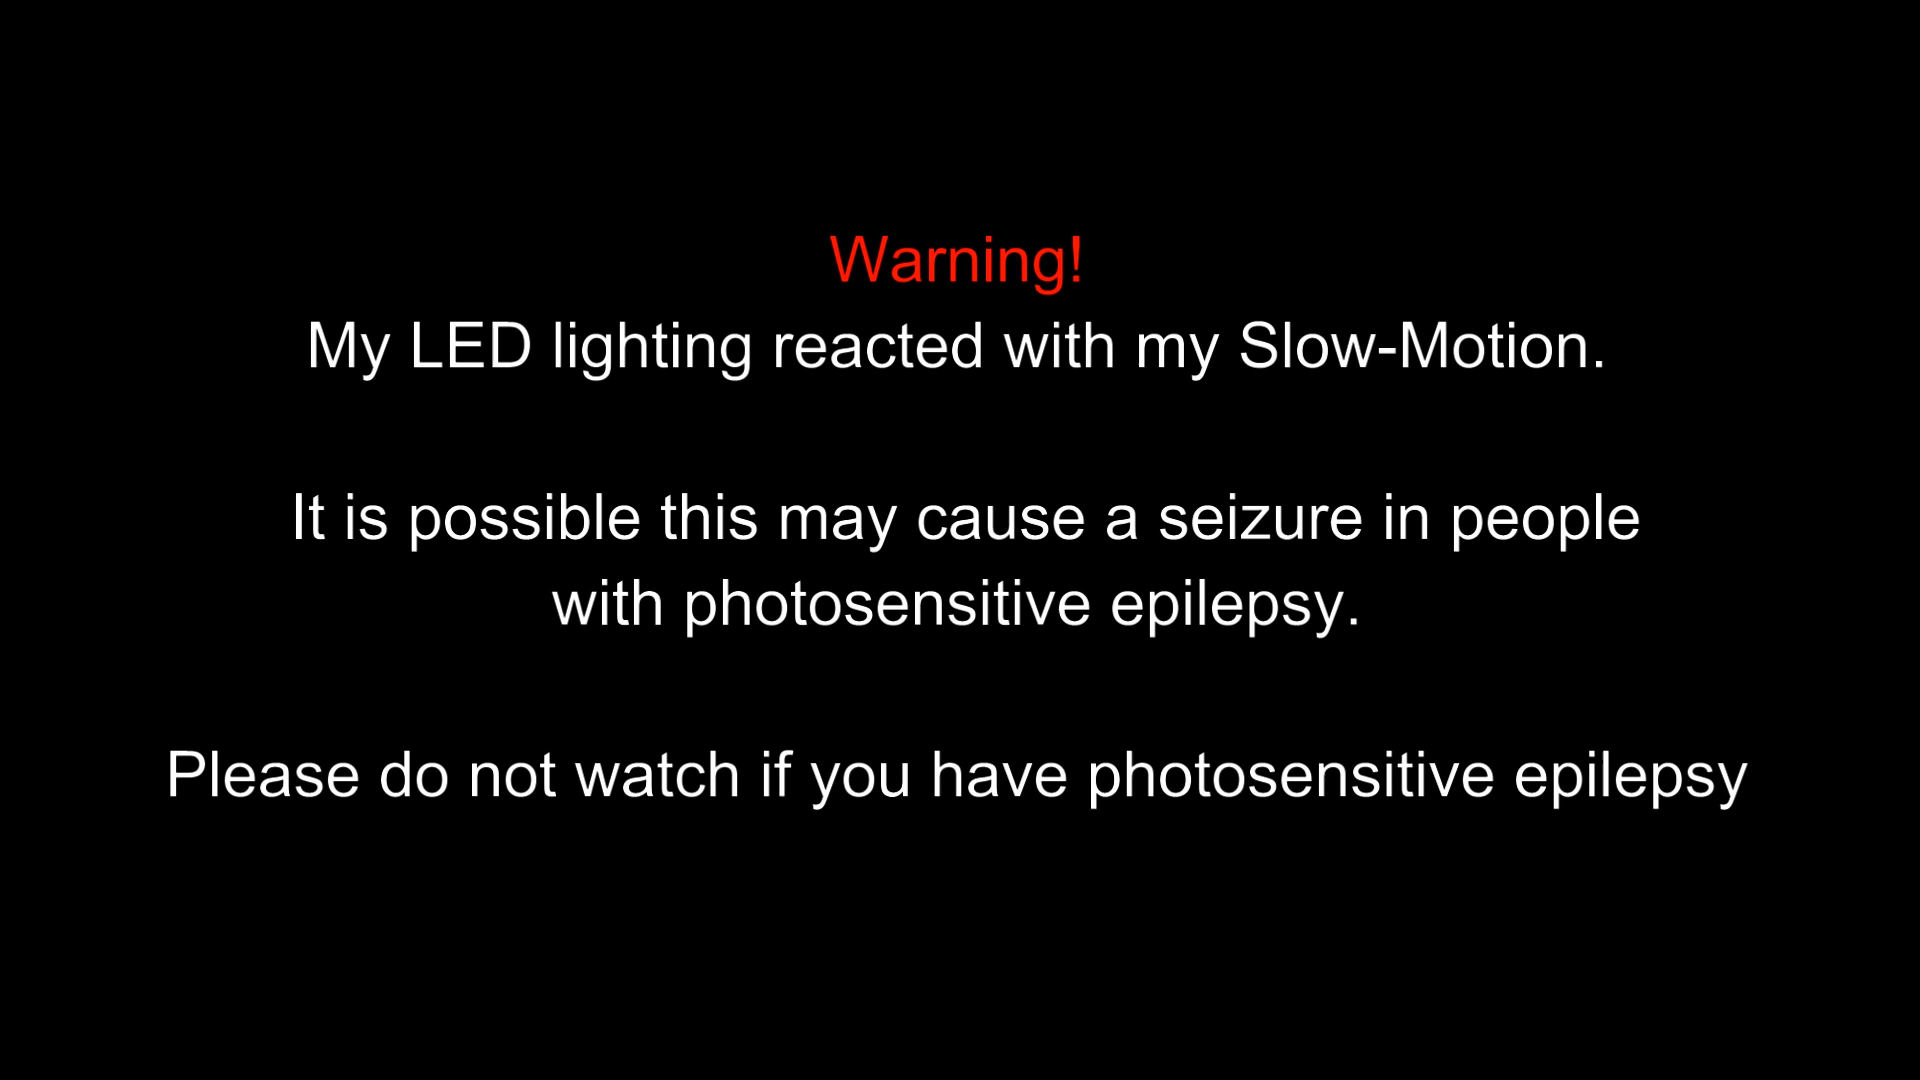 Warning!
My LED lighting reacted with my Slow-Motion.
It is possible this may cause a seizure in people
with photosensitive epilepsy.
Please do not watch if you have photosensitive epilepsy